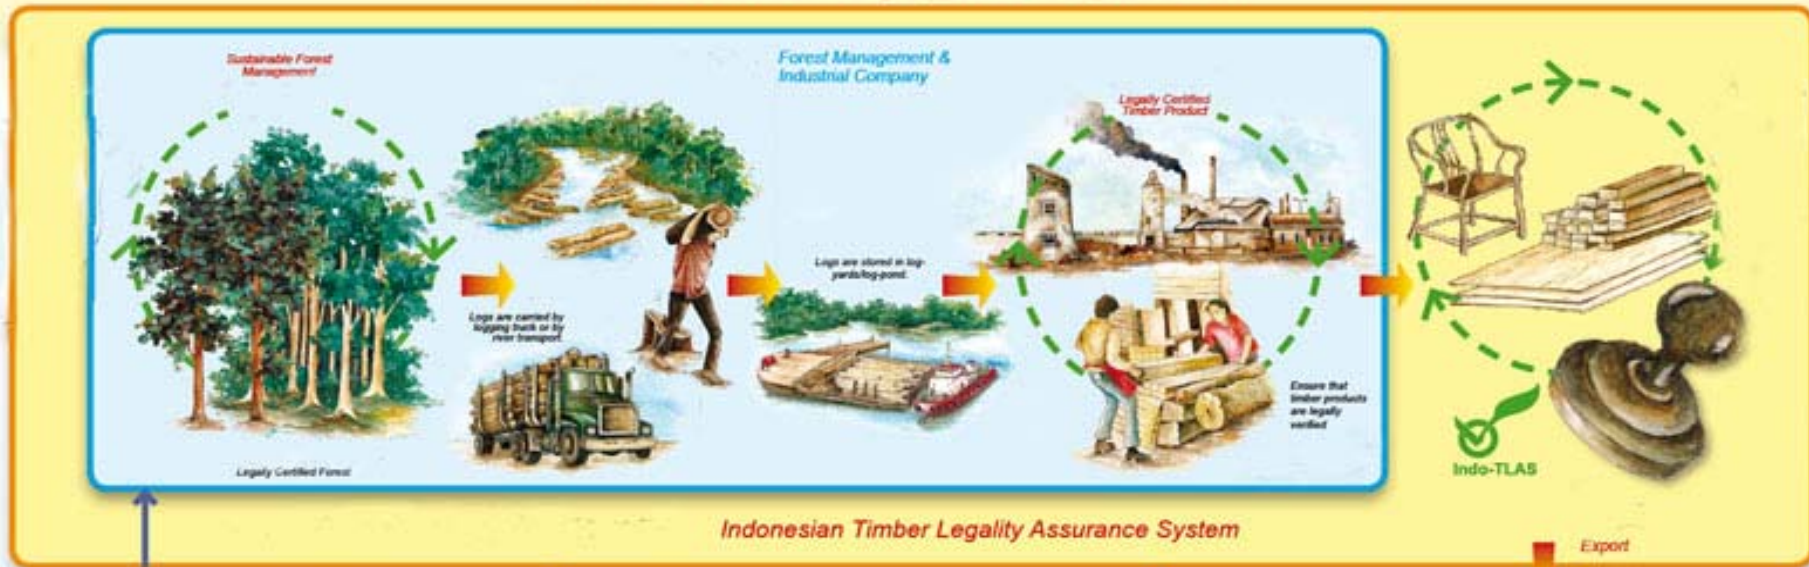 Sustainable Forest
Management
Forest Management &
Industrial Company
Legally Certified
Timber Product
Logs are stored in log-
yards/log-pond.
Logs are carried by
logging truck or by
river transport
Ensure that
timber products
are legally
verified
Legally Certified Forest
Indo-TLAS
Indonesian Timber Legality Assurance System
Export